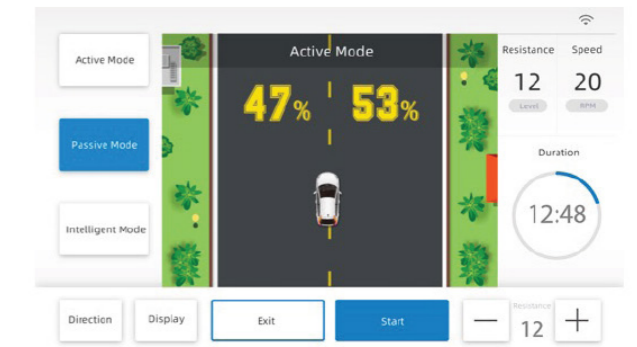 Active Mode
Passive Mode
Intelligent Mode
Active Mode
47% 53%
Resistance Speed
12 20
Level RPM
Duration
12:48
Direction
Display
Exit
Start
Resistance
— 12 +